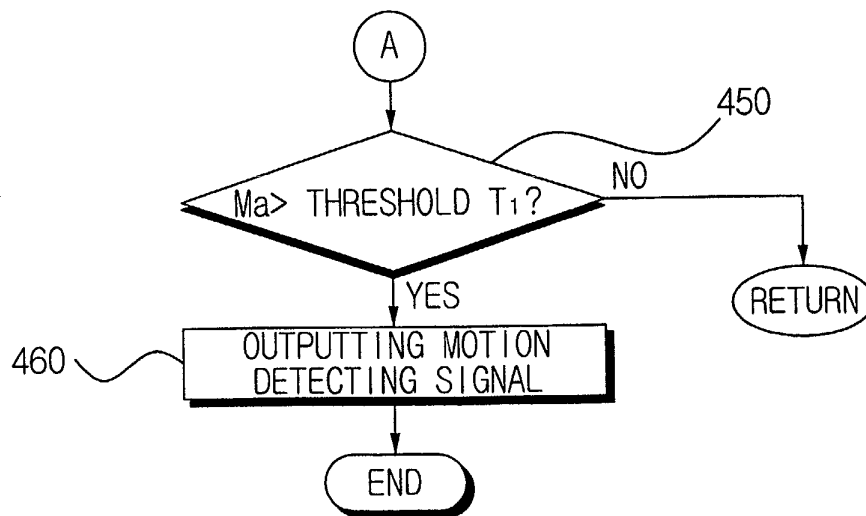 A
450
Ma> THRESHOLD T₁?
NO
RETURN
YES
460
OUTPUTTING MOTION
DETECTING SIGNAL
END